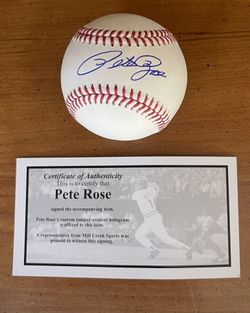 Pete Rose
Certificate of Authenticity
This is to certify that
Pete Rose
signed the accompanying item.
Pete Rose's custom tamper-evident hologram
is affixed to this item.
A representative from Mill Creek Sports was
present to witness this signing.